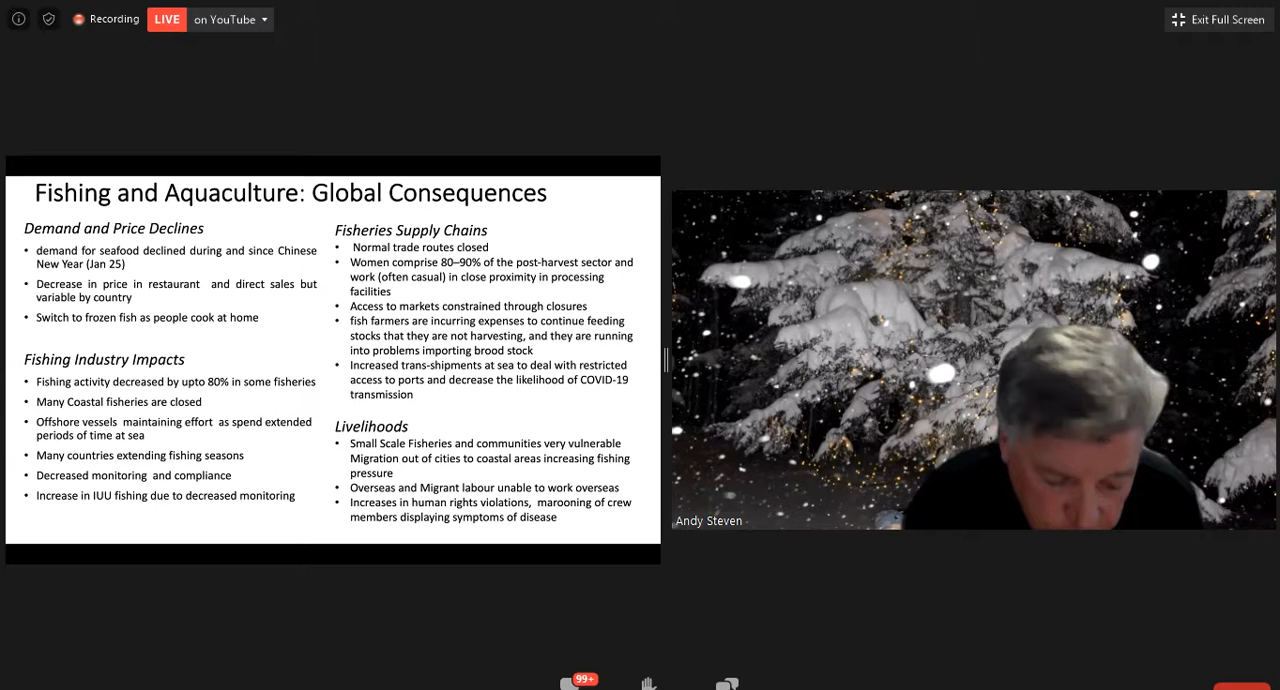 Recording
LIVE on YouTube
Exit Full Screen
Fishing and Aquaculture: Global Consequences
Demand and Price Declines
• demand for seafood declined during and since Chinese
New Year (Jan 25)
• Decrease in price in restaurant and direct sales but
variable by country
• Switch to frozen fish as people cook at home
Fishing Industry Impacts
• Fishing activity decreased by upto 80% in some fisheries
• Many Coastal fisheries are closed
• Offshore vessels maintaining effort as spend extended
periods of time at sea
• Many countries extending fishing seasons
• Decreased monitoring and compliance
• Increase in IUU fishing due to decreased monitoring
Fisheries Supply Chains
• Normal trade routes closed
• Women comprise 80–90% of the post-harvest sector and
work (often casual) in close proximity in processing
facilities
• Access to markets constrained through closures
• fish farmers are incurring expenses to continue feeding
stocks that they are not harvesting, and they are running
into problems importing brood stock
• Increased trans-shipments at sea to deal with restricted
access to ports and decrease the likelihood of COVID-19
transmission
Livelihoods
• Small Scale Fisheries and communities very vulnerable
Migration out of cities to coastal areas increasing fishing
pressure
• Overseas and Migrant labour unable to work overseas
• Increases in human rights violations, marooning of crew
members displaying symptoms of disease
Andy Steven
99+